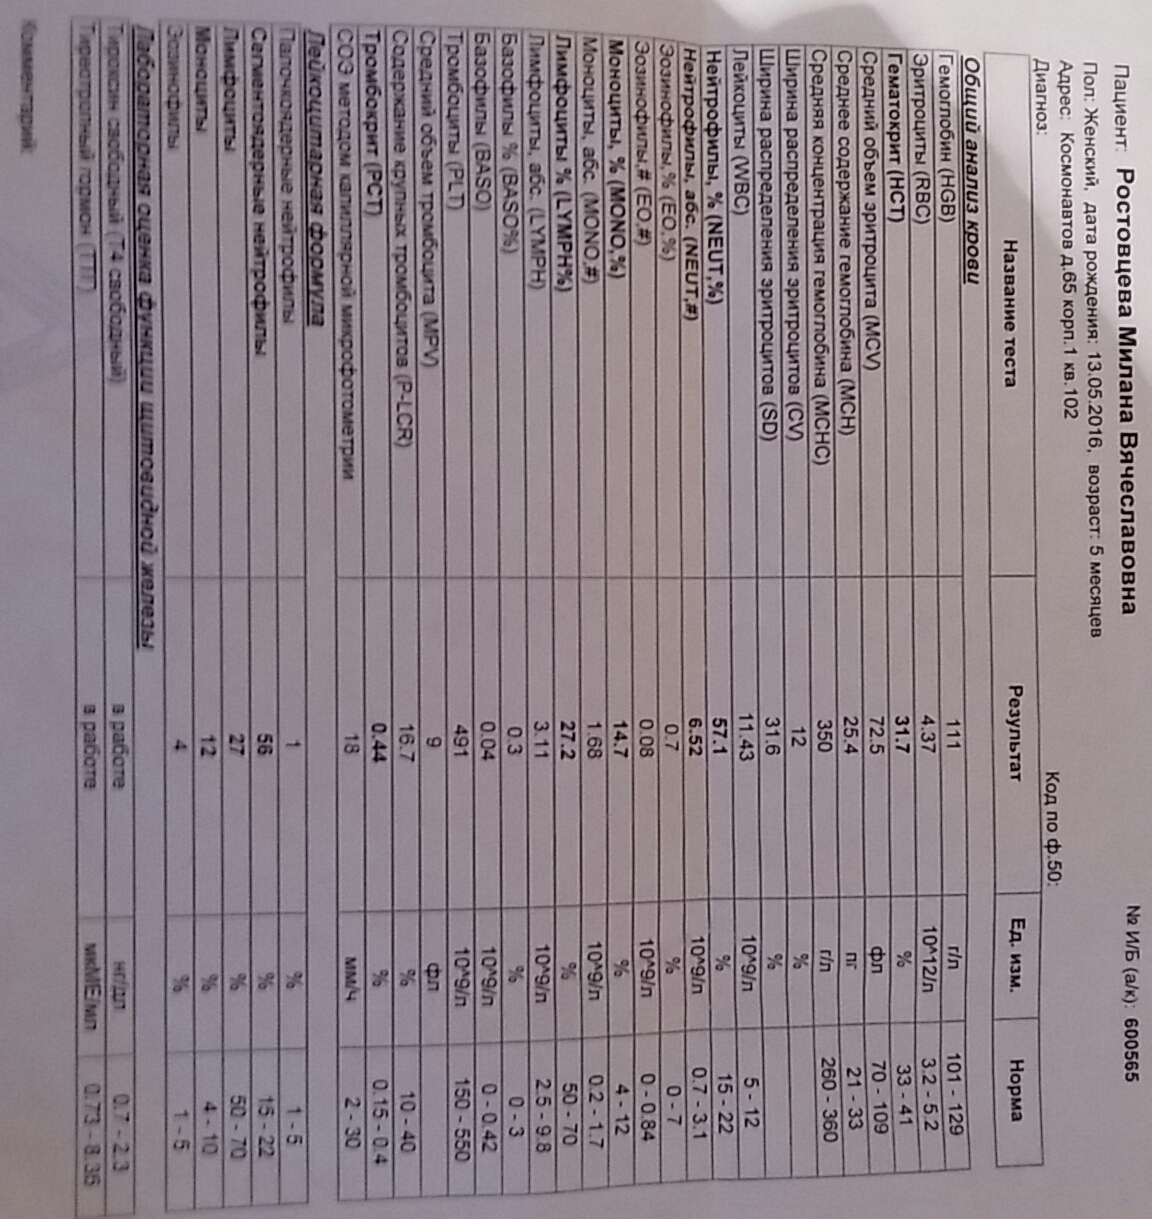 Пациент: Ростовцева Милана Вячеславовна № И/Б (а/к): 600565
Пол: Женский, дата рождения: 13.05.2016, возраст: 5 месяцев
Адрес: Космонавтов д.65 корп.1 кв.102
Диагноз: Код по ф.50:
Название теста Результат Ед. изм. Норма
Общий анализ крови
Гемоглобин (HGB) 111 г/л 101 - 129
Эритроциты (RBC) 4.37 10^12/л 3.2 - 5.2
Гематокрит (HCT) 31.7 % 33 - 41
Средний объем эритроцита (MCV) 72.5 фл 70 - 109
Среднее содержание гемоглобина (MCH) 25.4 пг 21 - 33
Средняя концентрация гемоглобина (MCHC) 350 г/л 260 - 360
Ширина распределения эритроцитов (CV) 12 %
Ширина распределения эритроцитов (SD) 31.6 %
Лейкоциты (WBC) 11.43 10^9/л 5 - 12
Нейтрофилы, % (NEUT,%) 57.1 % 15 - 22
Нейтрофилы, абс. (NEUT,#) 6.52 10^9/л 0.7 - 3.1
Эозинофилы,% (EO,%) 0.7 % 0 - 7
Эозинофилы,# (EO,#) 0.08 10^9/л 0 - 0.84
Моноциты, % (MONO,%) 14.7 % 4 - 12
Моноциты, абс. (MONO,#) 1.68 10^9/л 0.2 - 1.7
Лимфоциты % (LYMPH%) 27.2 % 50 - 70
Лимфоциты, абс. (LYMPH) 3.11 10^9/л 2.5 - 9.8
Базофилы % (BASO%) 0.3 % 0 - 3
Базофилы (BASO) 0.04 10^9/л 0 - 0.42
Тромбоциты (PLT) 491 10^9/л 150 - 550
Средний объем тромбоцита (MPV) 9 фл
Содержание крупных тромбоцитов (P-LCR) 16.7 % 10 - 40
Тромбокрит (PCT) 0.44 % 0.15 - 0.4
СОЭ методом капиллярной микрофотометрии 18 мм/ч 2 - 30
Лейкоцитарная формула
Палочкоядерные нейтрофилы 1 % 1 - 5
Сегментоядерные нейтрофилы 56 % 15 - 22
Лимфоциты 27 % 50 - 70
Моноциты 12 % 4 - 10
Эозинофилы 4 % 1 - 5
Лабораторная оценка функции щитовидной железы
Тироксин свободный (Т4 свободный) в работе нг/дл 0.7 - 2.3
Тиреотропный гормон (ТТГ) в работе мкМЕ/мл 0.73 - 8.35
Комментарий: